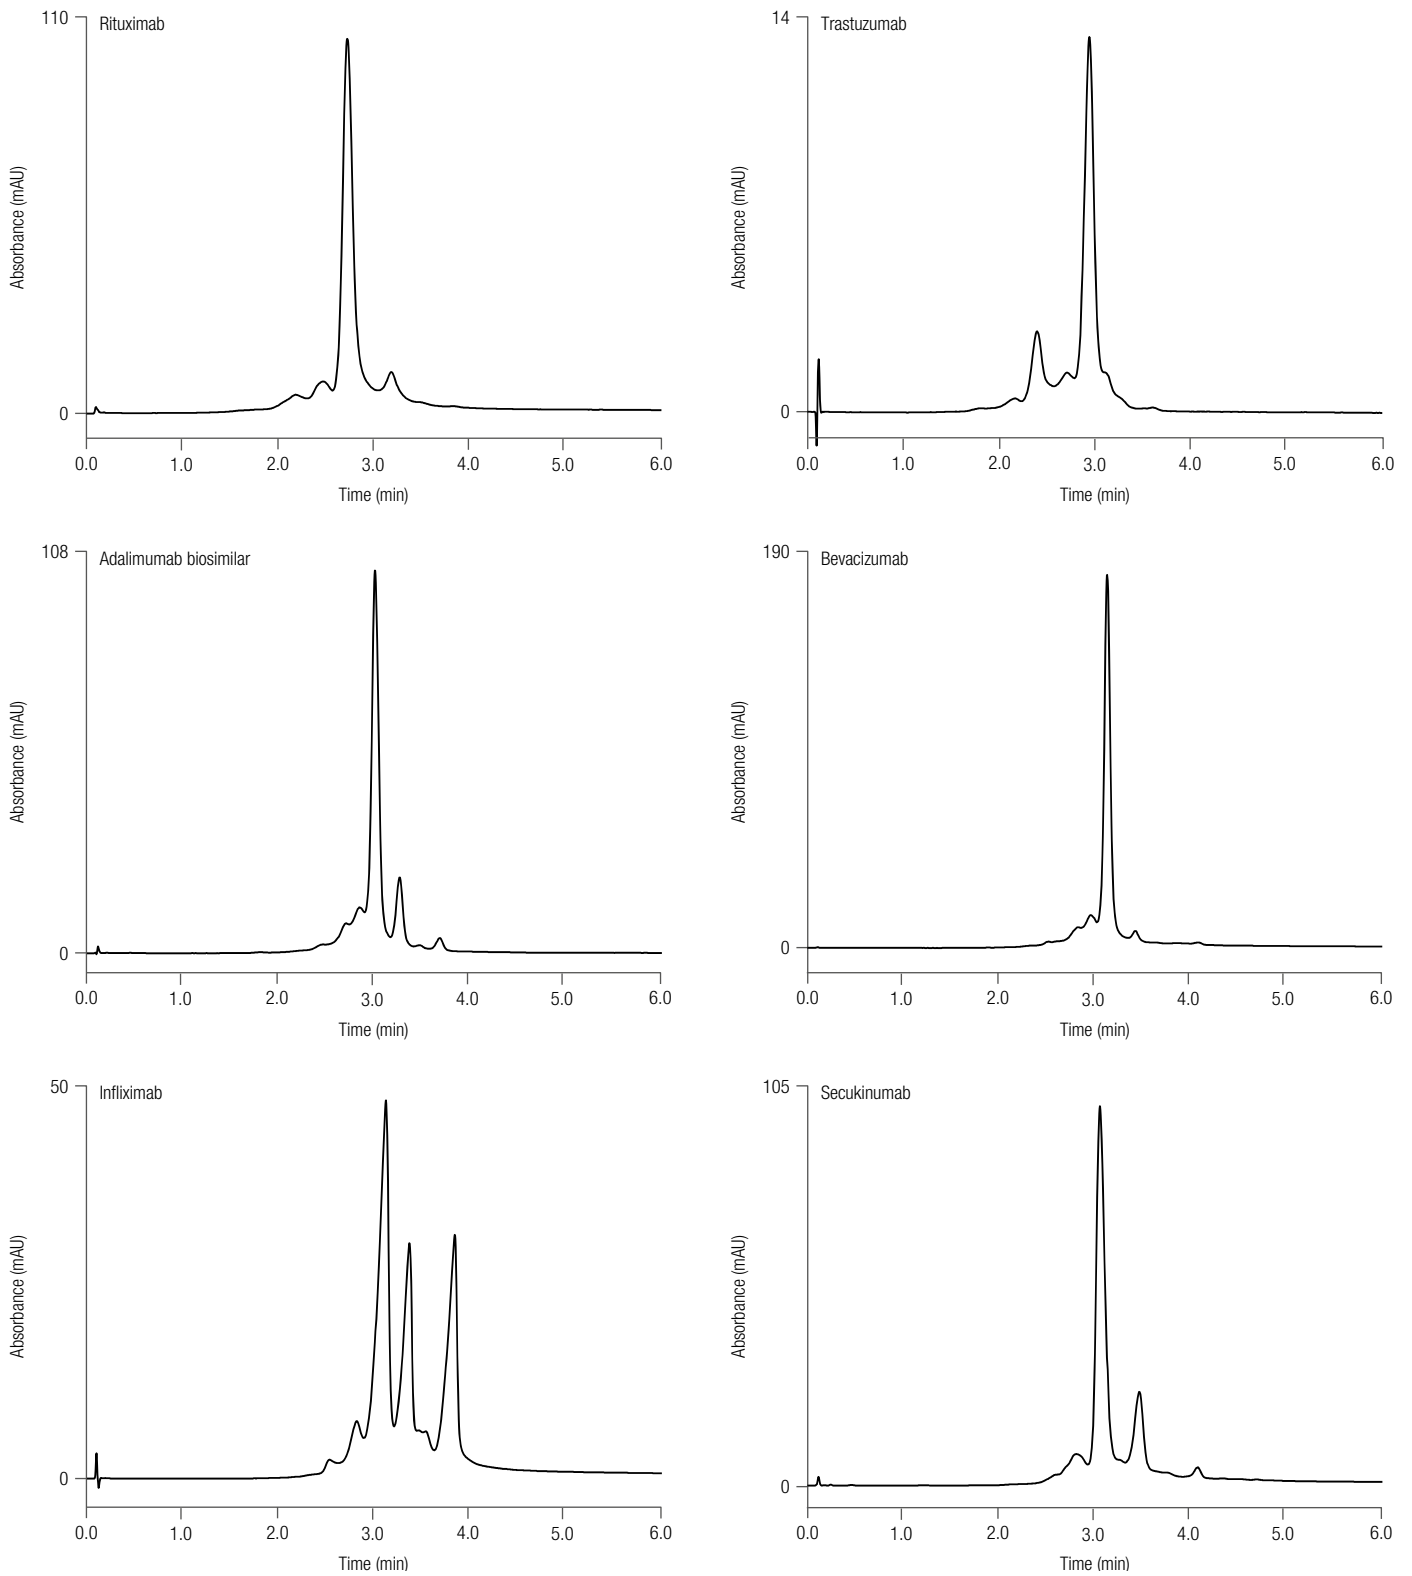 110
Rituximab
Absorbance (mAU)
0
0.0 1.0 2.0 3.0 4.0 5.0 6.0
Time (min)
14
Trastuzumab
Absorbance (mAU)
0
0.0 1.0 2.0 3.0 4.0 5.0 6.0
Time (min)
108
Adalimumab biosimilar
Absorbance (mAU)
0
0.0 1.0 2.0 3.0 4.0 5.0 6.0
Time (min)
190
Bevacizumab
Absorbance (mAU)
0
0.0 1.0 2.0 3.0 4.0 5.0 6.0
Time (min)
50
Infliximab
Absorbance (mAU)
0
0.0 1.0 2.0 3.0 4.0 5.0 6.0
Time (min)
105
Secukinumab
Absorbance (mAU)
0
0.0 1.0 2.0 3.0 4.0 5.0 6.0
Time (min)